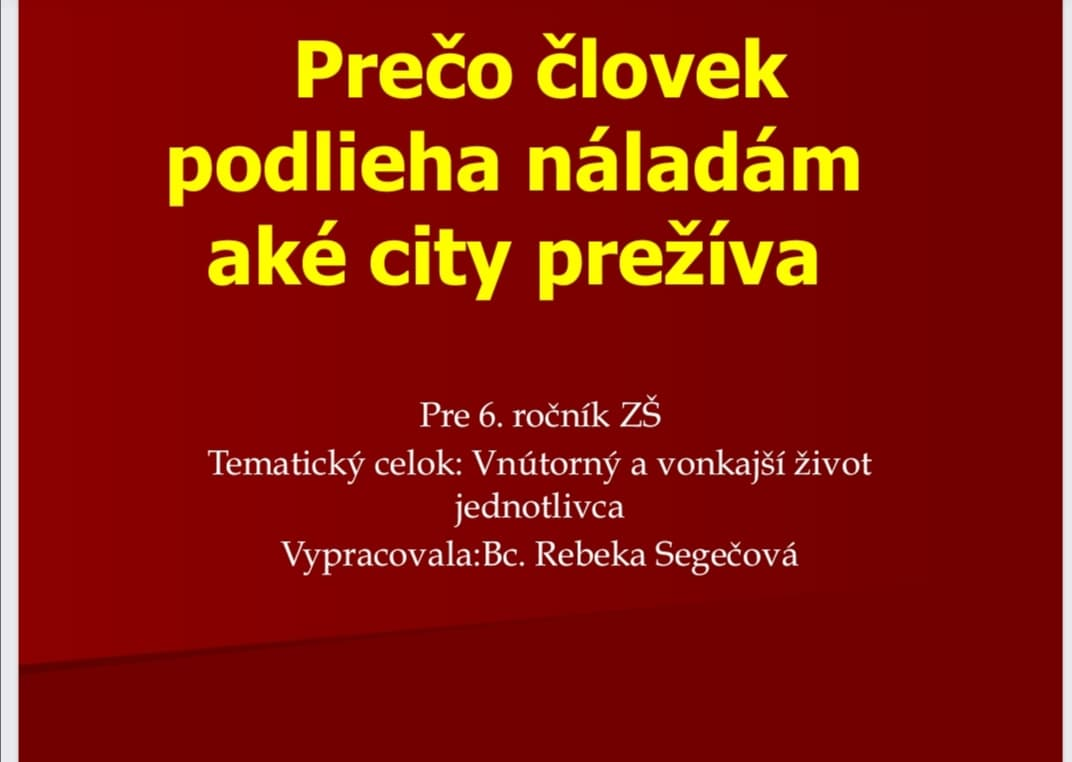 Prečo človek
podlieha náladám
aké city prežíva
Pre 6. ročník ZŠ
Tematický celok: Vnútorný a vonkajší život
jednotlivca
Vypracovala:Bc. Rebeka Segečová